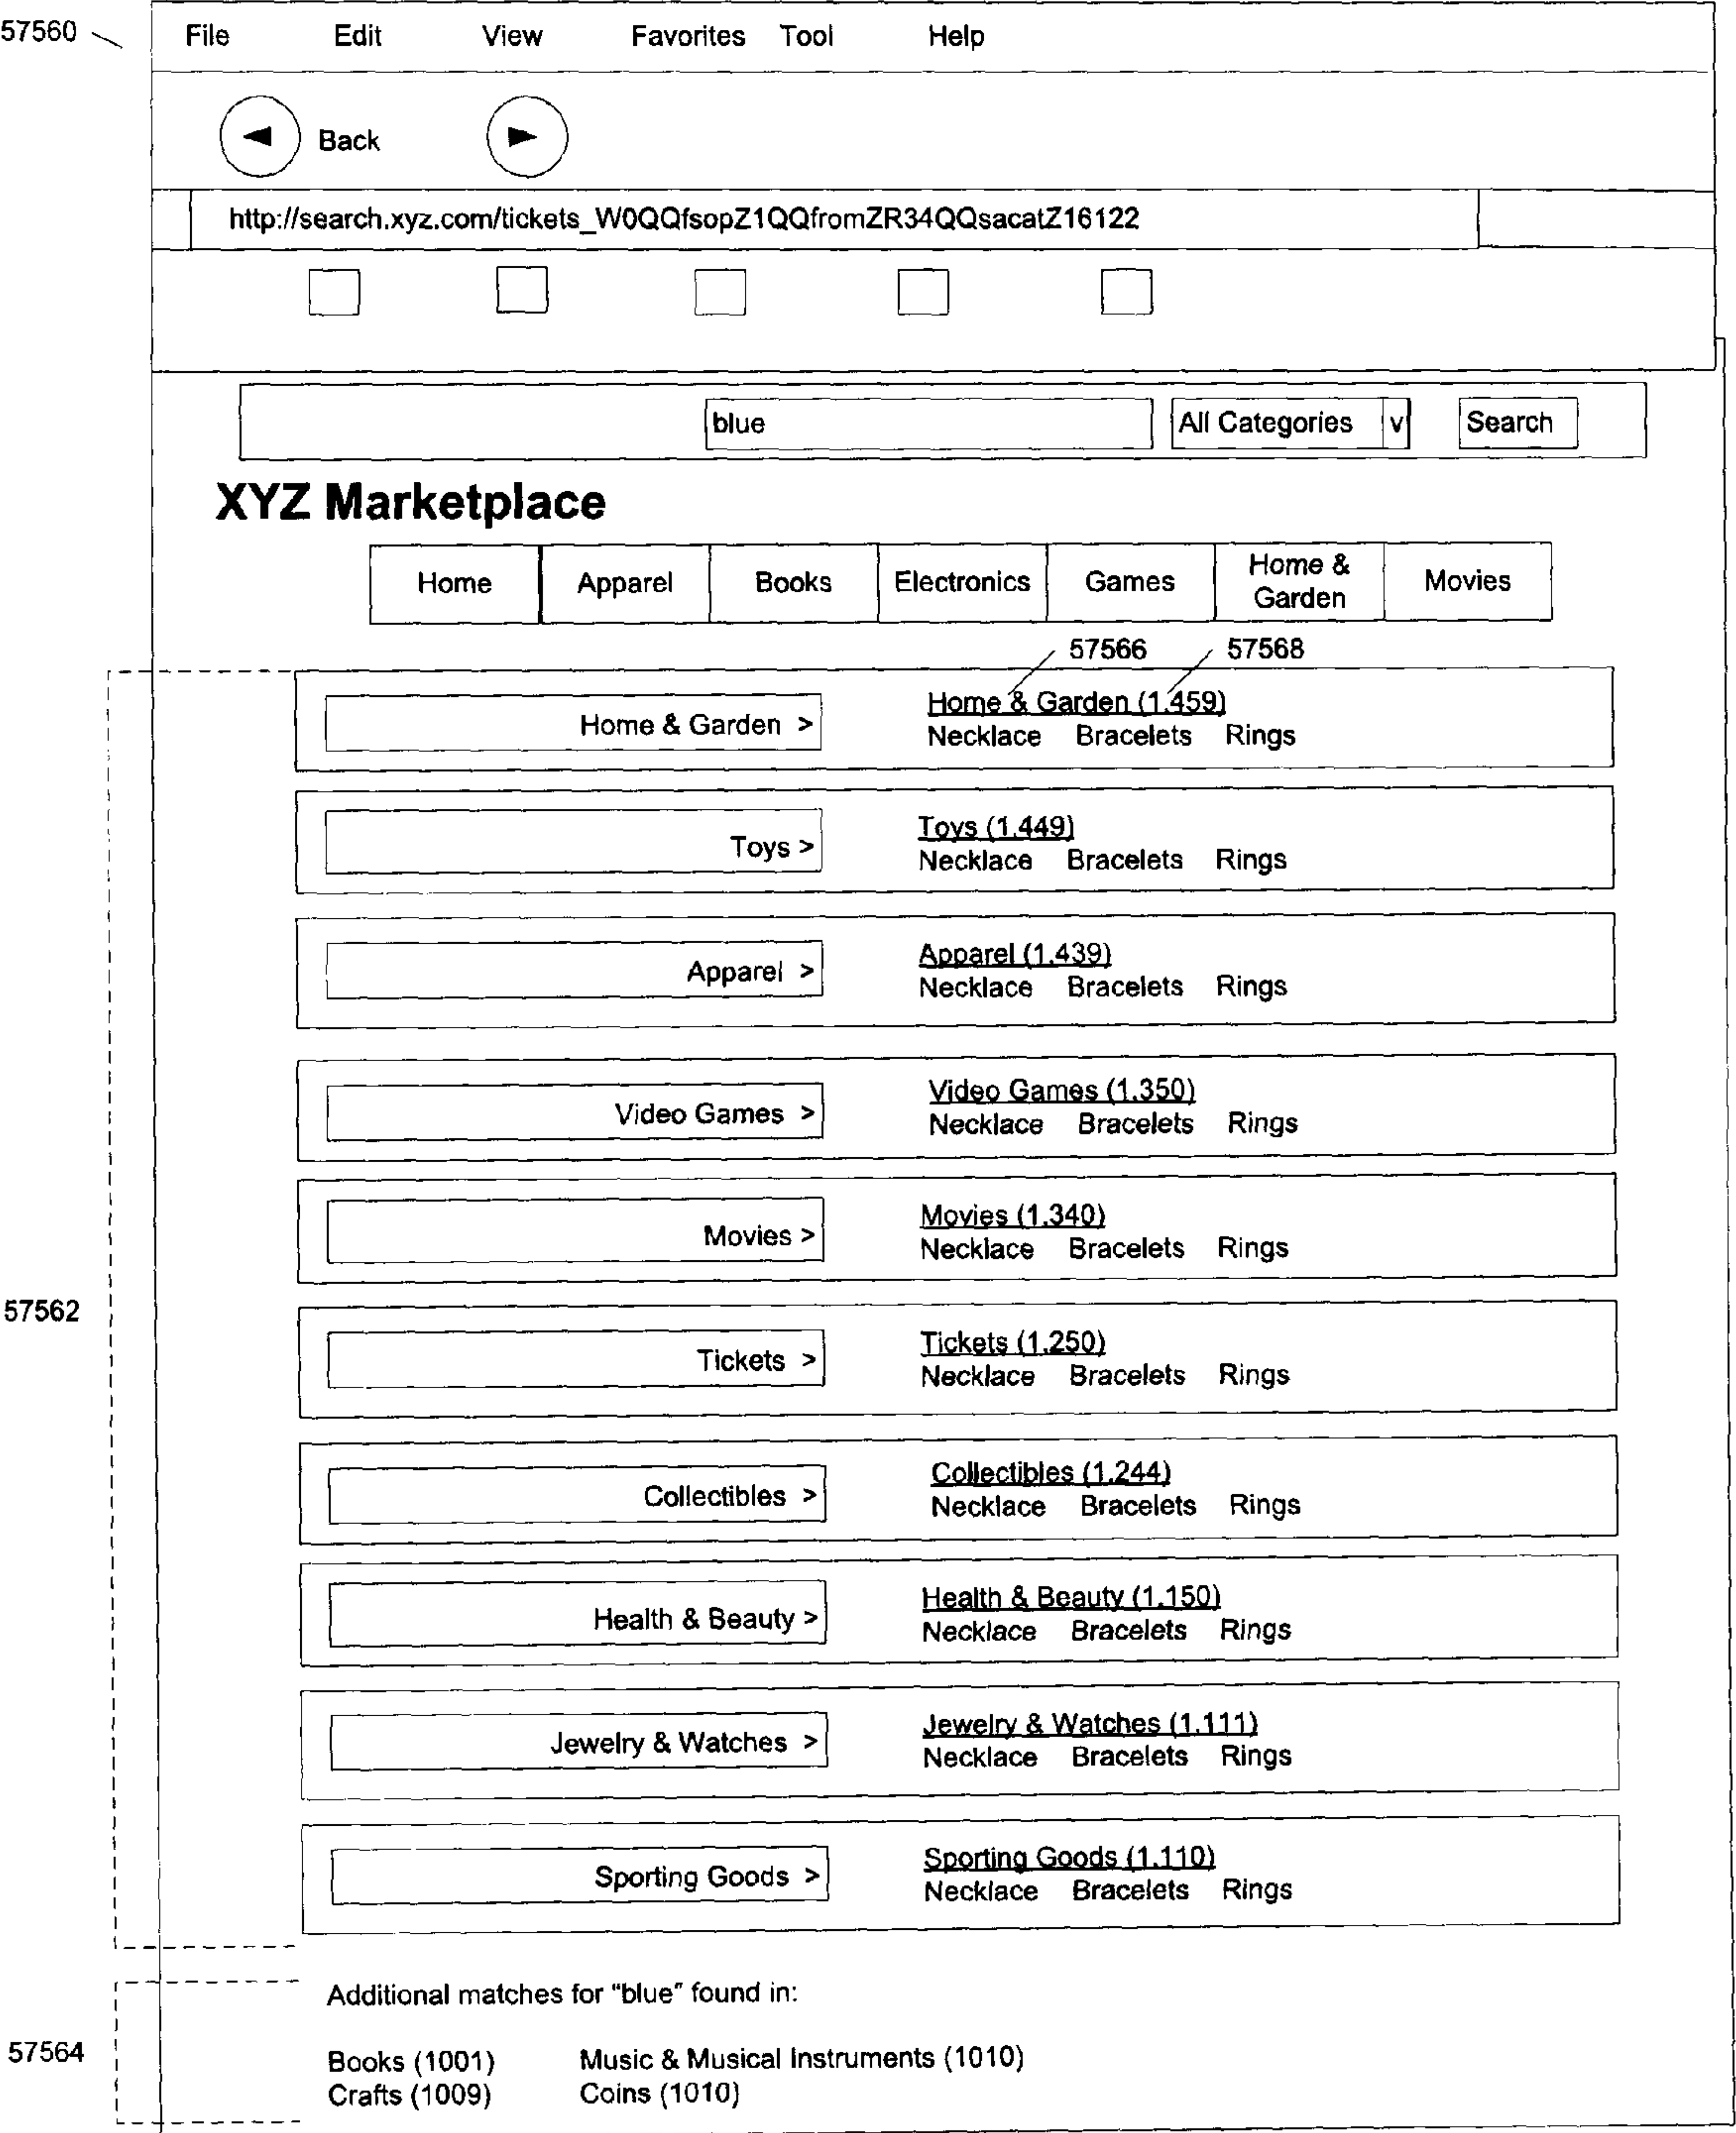 57560
File Edit View Favorites Tool Help
Back
http://search.xyz.com/tickets_W0QQfsopZ1QQfromZR34QQsacatZ16122
blue All Categories v Search
XYZ Marketplace
Home Apparel Books Electronics Games Home & Garden Movies
57566 57568
Home & Garden > Home & Garden (1,459)
Necklace Bracelets Rings
Toys > Toys (1,449)
Necklace Bracelets Rings
Apparel > Apparel (1,439)
Necklace Bracelets Rings
Video Games > Video Games (1,350)
Necklace Bracelets Rings
Movies > Movies (1,340)
Necklace Bracelets Rings
57562
Tickets > Tickets (1,250)
Necklace Bracelets Rings
Collectibles > Collectibles (1,244)
Necklace Bracelets Rings
Health & Beauty > Health & Beauty (1,150)
Necklace Bracelets Rings
Jewelry & Watches > Jewelry & Watches (1,111)
Necklace Bracelets Rings
Sporting Goods > Sporting Goods (1,110)
Necklace Bracelets Rings
Additional matches for "blue" found in:
57564
Books (1001) Music & Musical Instruments (1010)
Crafts (1009) Coins (1010)